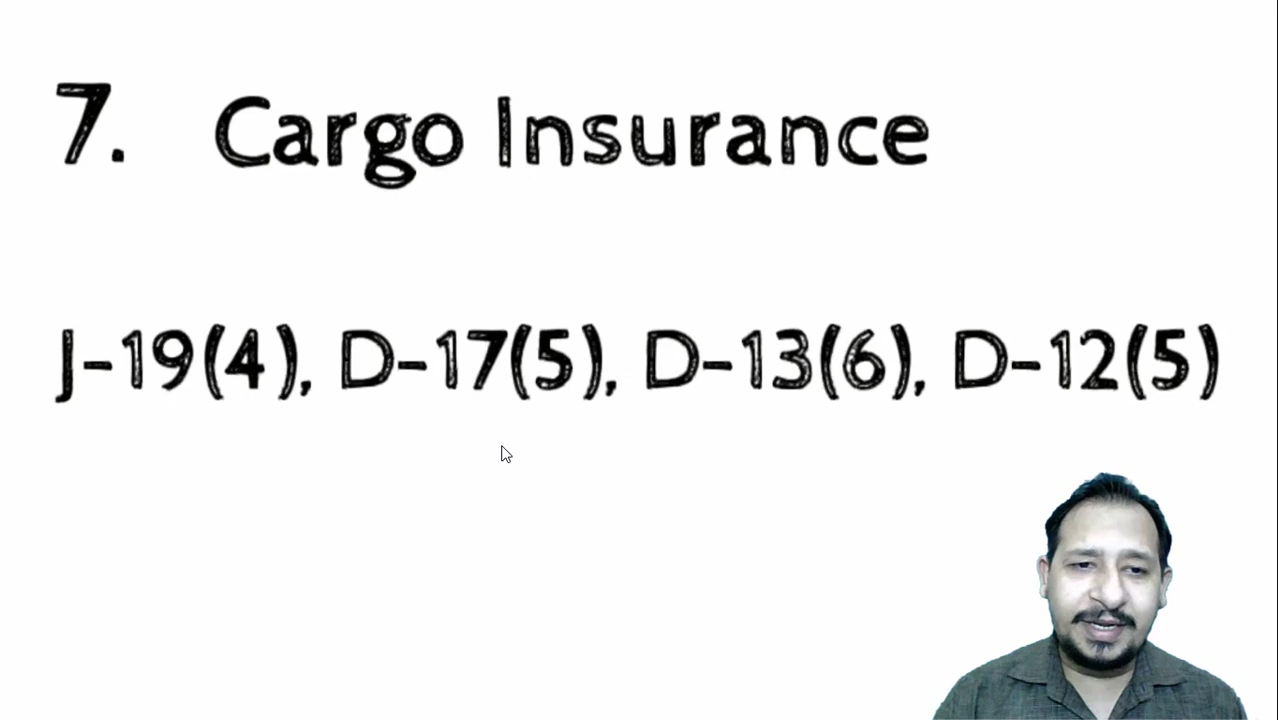 7. Cargo Insurance
J-19(4), D-17(5), D-13(6), D-12(5)